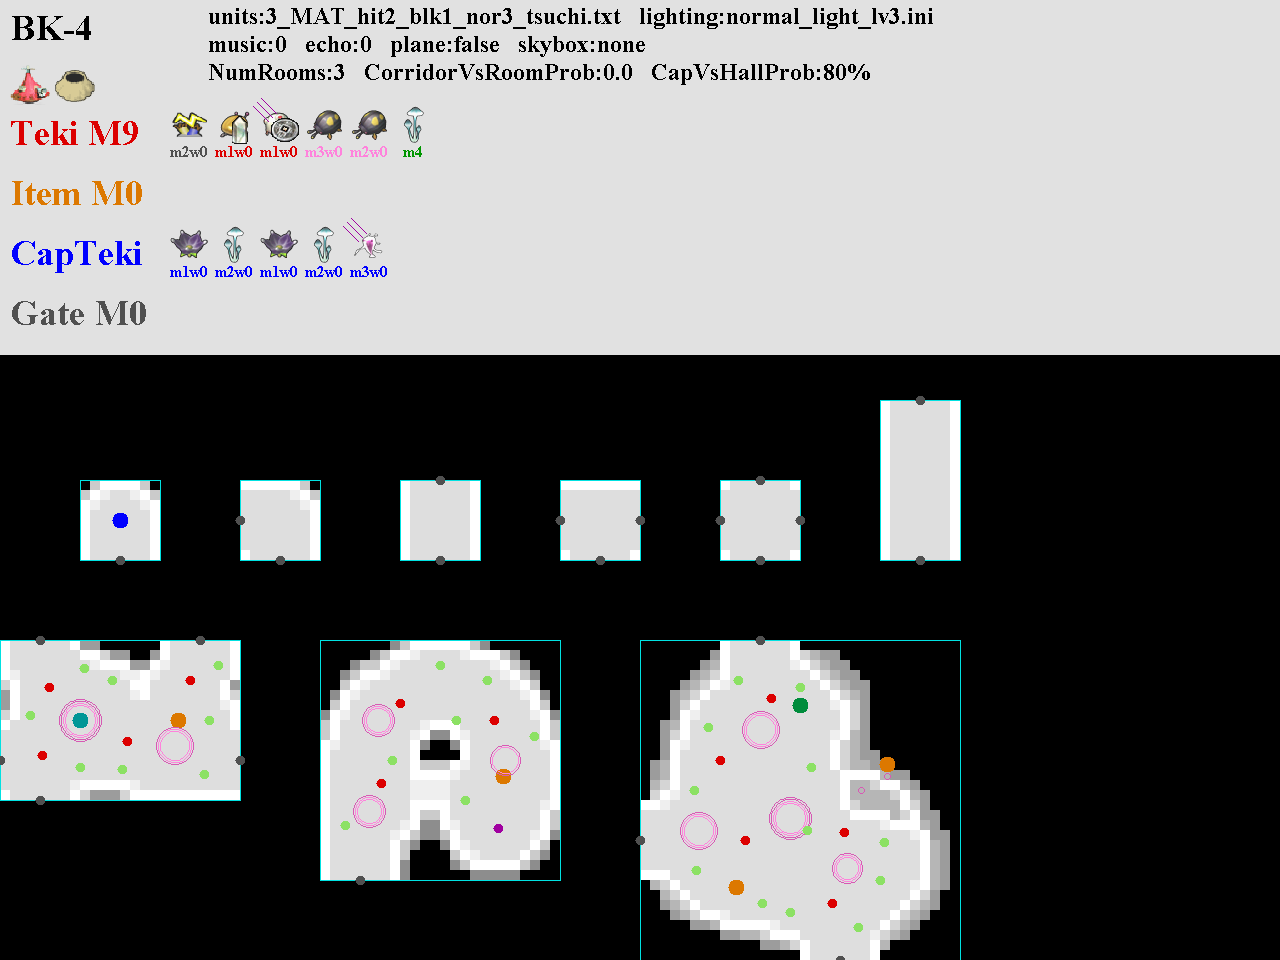 BK-4
units:3_MAT_hit2_blk1_nor3_tsuchi.txt lighting:normal_light_lv3.ini
music:0 echo:0 plane:false skybox:none
NumRooms:3 CorridorVsRoomProb:0.0 CapVsHallProb:80%
Teki M9
m2w0 m1w0 m1w0 m3w0 m2w0 m4
Item M0
CapTeki
m1w0 m2w0 m1w0 m2w0 m3w0
Gate M0